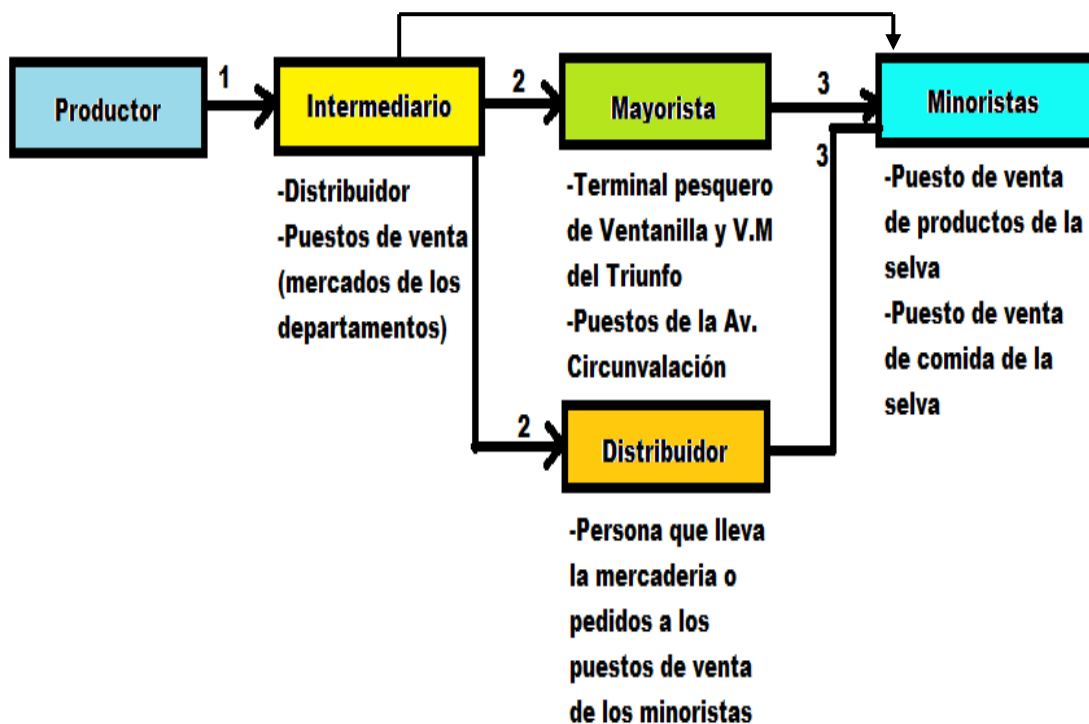 1
Productor
Intermediario
2
Mayorista
3
Minoristas
3
-Distribuidor
-Puestos de venta
(mercados de los
departamentos)
-Terminal pesquero
de Ventanilla y V.M
del Triunfo
-Puestos de la Av.
Circunvalación
-Puesto de venta
de productos de la
selva
-Puesto de venta
de comida de la
selva
2
Distribuidor
-Persona que lleva
la mercaderia o
pedidos a los
puestos de venta
de los minoristas